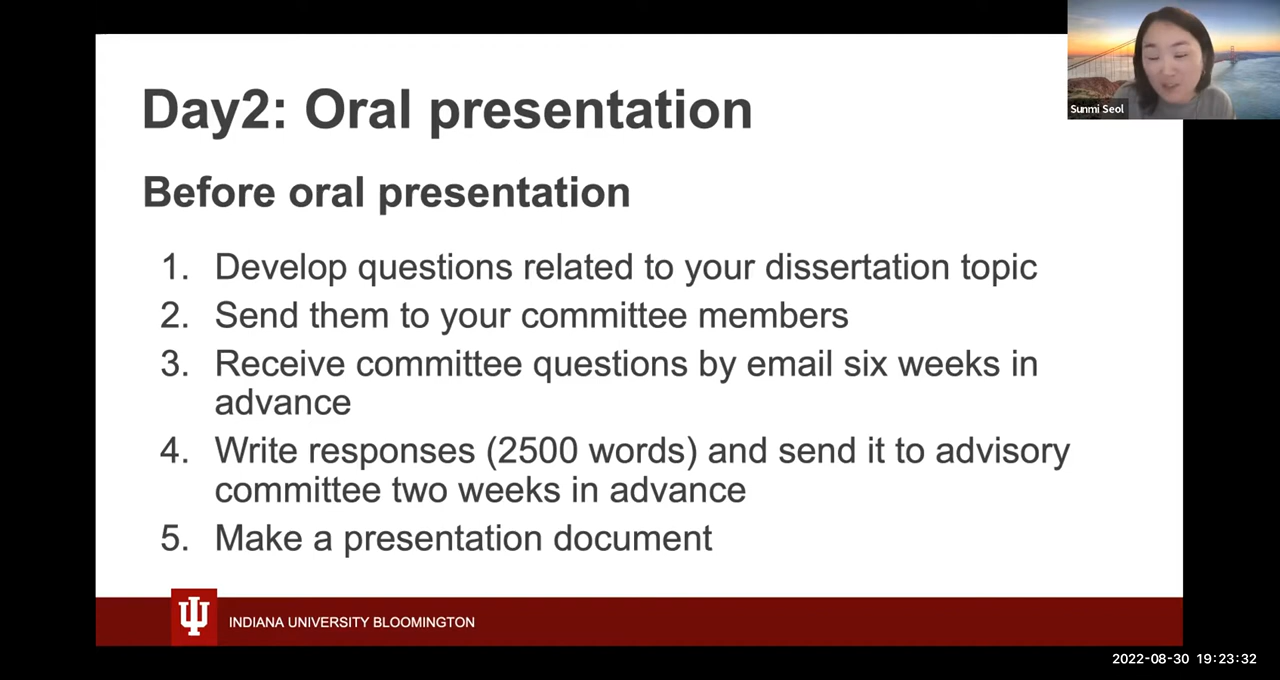 Day2: Oral presentation
Sunmi Seol
Before oral presentation
1. Develop questions related to your dissertation topic
2. Send them to your committee members
3. Receive committee questions by email six weeks in
advance
4. Write responses (2500 words) and send it to advisory
committee two weeks in advance
5. Make a presentation document
INDIANA UNIVERSITY BLOOMINGTON
2022-08-30 19:23:32